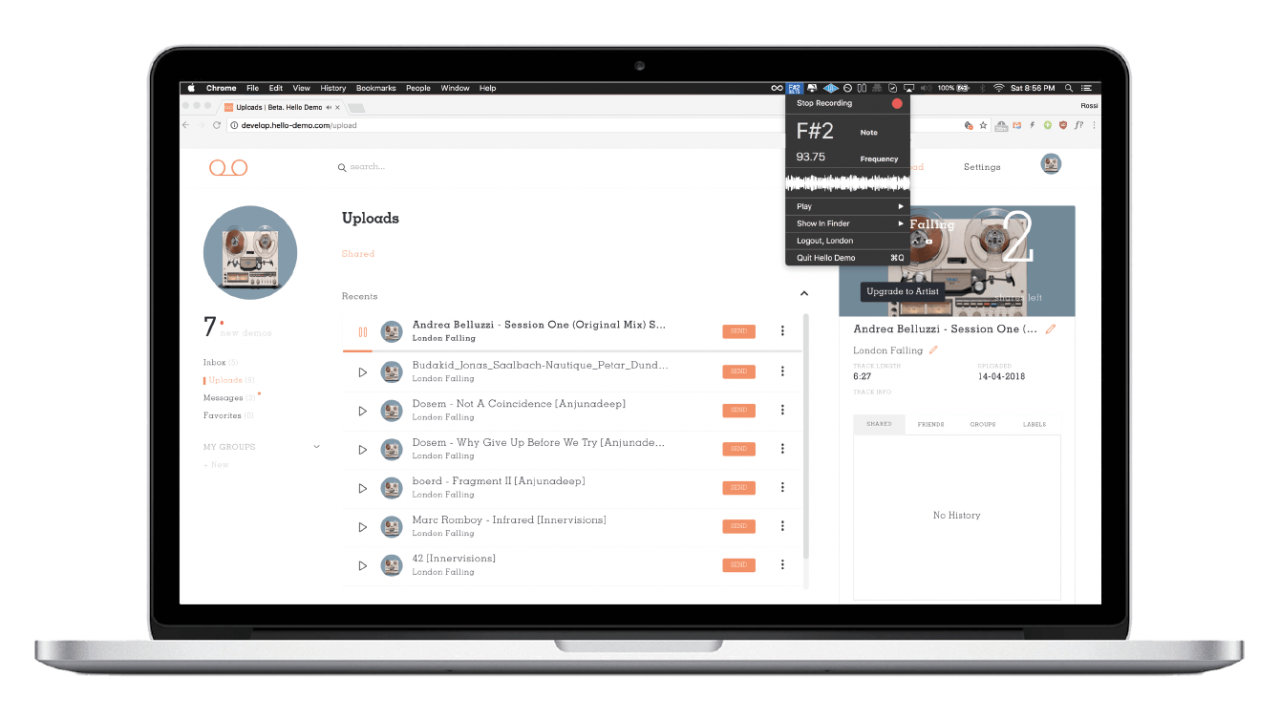 Chrome File Edit View History Bookmarks People Window Help
F#2
100%
Sat 8:56 PM
Uploads | Beta. Hello Demo
Rossi
develop.hello-demo.com/upload
search...
Settings
Stop Recording
F#2 Note
93.75 Frequency
Play
Show In Finder
Logout, London
Quit Hello Demo ⌘Q
Uploads
Shared
Recents
7 new demos
Inbox (5)
Uploads (9)
Messages (3)
Favorites (0)
MY GROUPS
+ New
Andrea Belluzzi - Session One (Original Mix) S...
London Falling
SEND
Budakid_Jonas_Saalbach-Nautique_Petar_Dund...
London Falling
SEND
Dosem - Not A Coincidence [Anjunadeep]
London Falling
SEND
Dosem - Why Give Up Before We Try [Anjunade...
London Falling
SEND
boerd - Fragment II [Anjunadeep]
London Falling
SEND
Marc Romboy - Infrared [Innervisions]
London Falling
SEND
42 [Innervisions]
London Falling
SEND
Falling
2
shares left
Upgrade to Artist
Andrea Belluzzi - Session One (...
London Falling
TRACK LENGTH UPLOADED
6:27 14-04-2018
TRACK INFO
SHARED FRIENDS GROUPS LABELS
No History